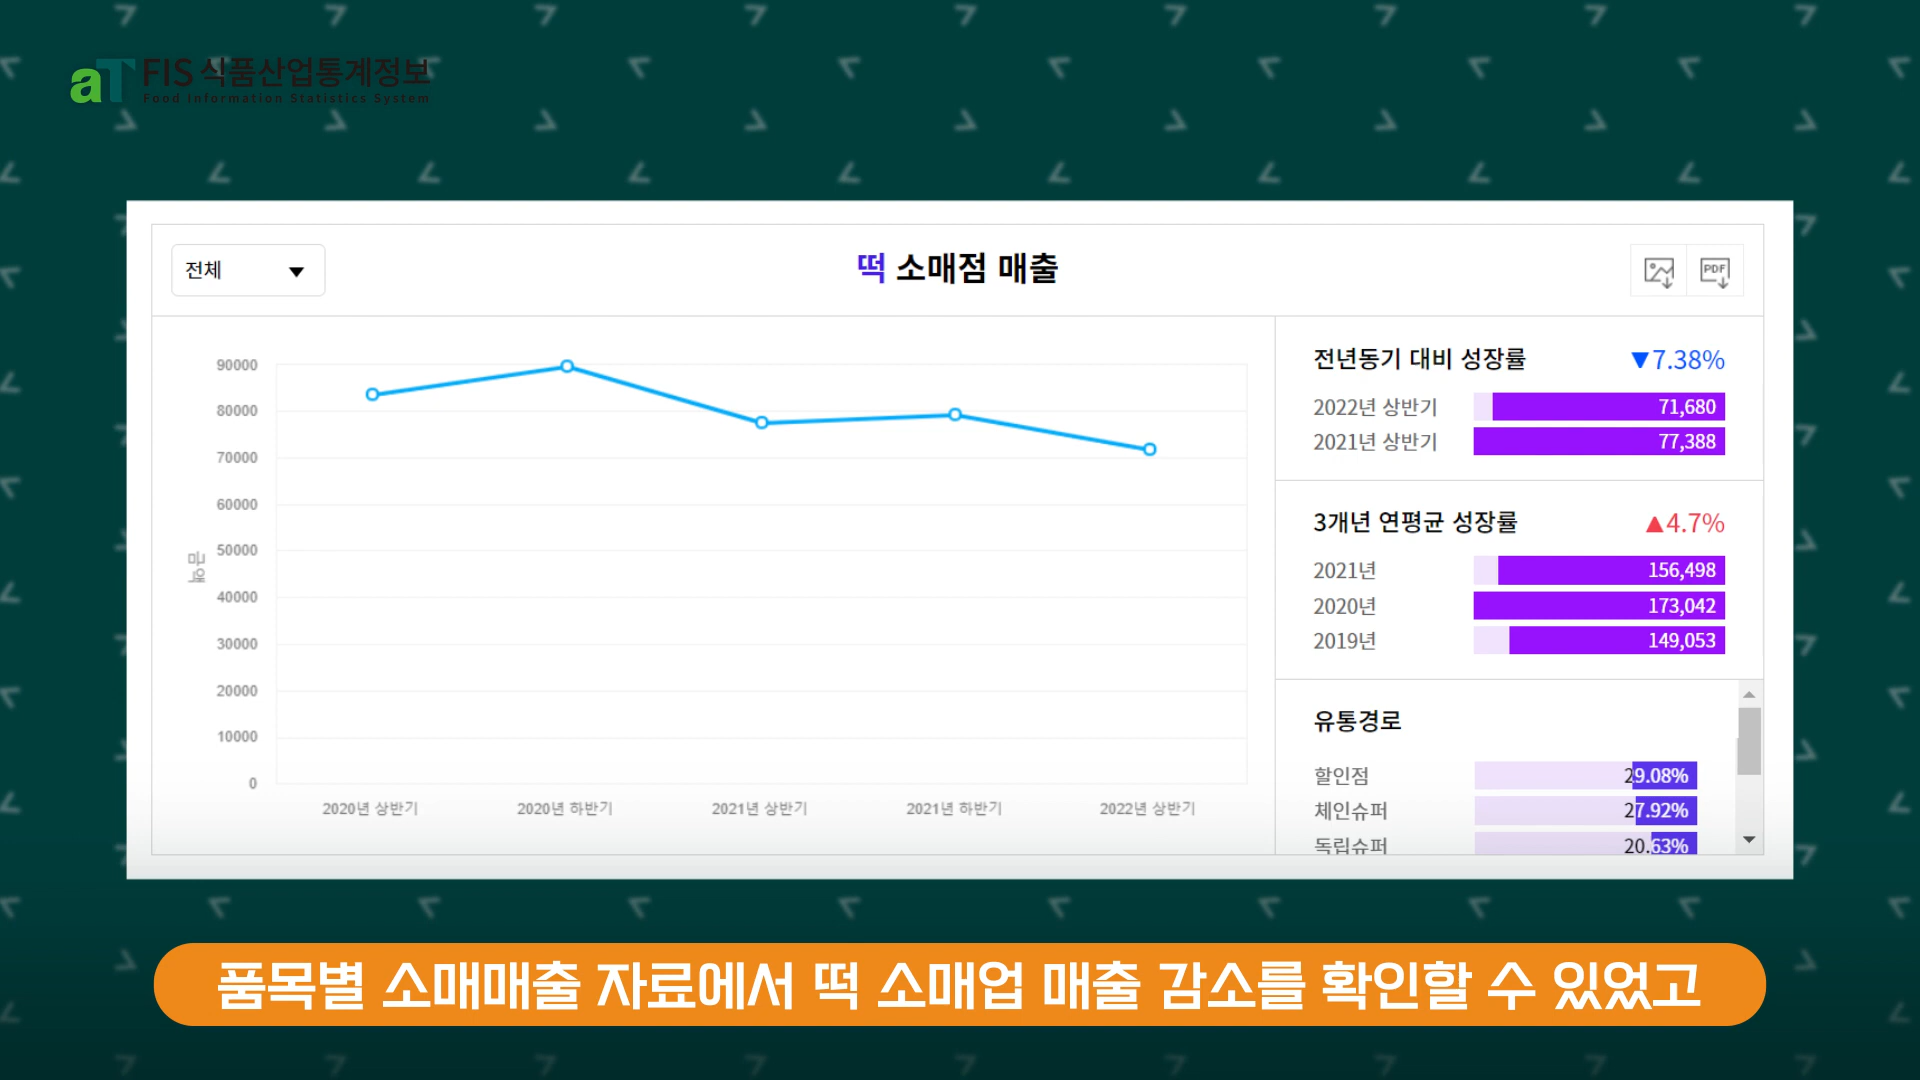 aT FIS 식품산업통계정보
Food Information Statistics System
전체
떡 소매점 매출
PDF
90000
80000
70000
60000
50000
40000
30000
20000
10000
0
금액
2020년 상반기
2020년 하반기
2021년 상반기
2021년 하반기
2022년 상반기
전년동기 대비 성장률 ▼7.38%
2022년 상반기 71,680
2021년 상반기 77,388
3개년 연평균 성장률 ▲4.7%
2021년 156,498
2020년 173,042
2019년 149,053
유통경로
할인점 29.08%
체인슈퍼 27.92%
독립슈퍼 20.63%
품목별 소매매출 자료에서 떡 소매업 매출 감소를 확인할 수 있었고